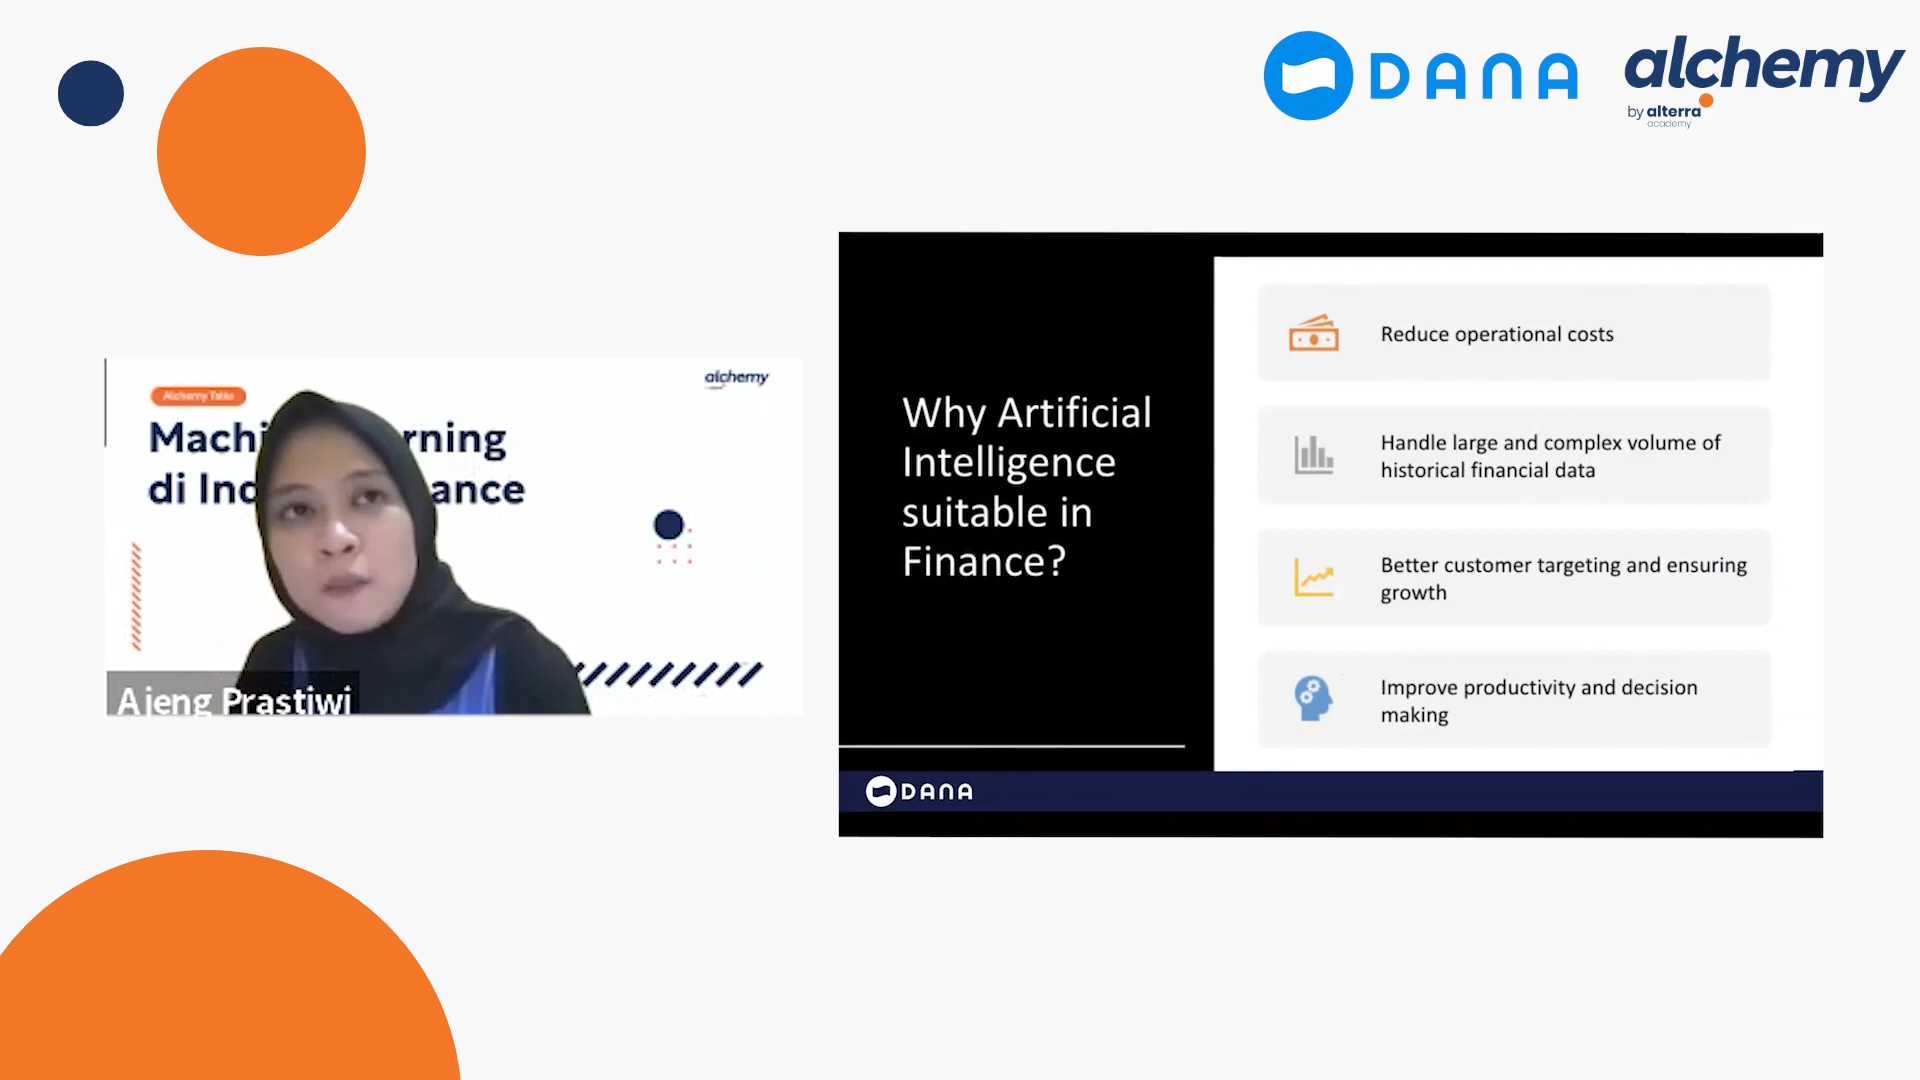 DANA
alchemy
by alterra
academy
alchemy
Alchemy Talks
Machi rning
di Ind ance
Ajeng Prastiwi
Why Artificial
Intelligence
suitable in
Finance?
Reduce operational costs
Handle large and complex volume of
historical financial data
Better customer targeting and ensuring
growth
Improve productivity and decision
making
DANA